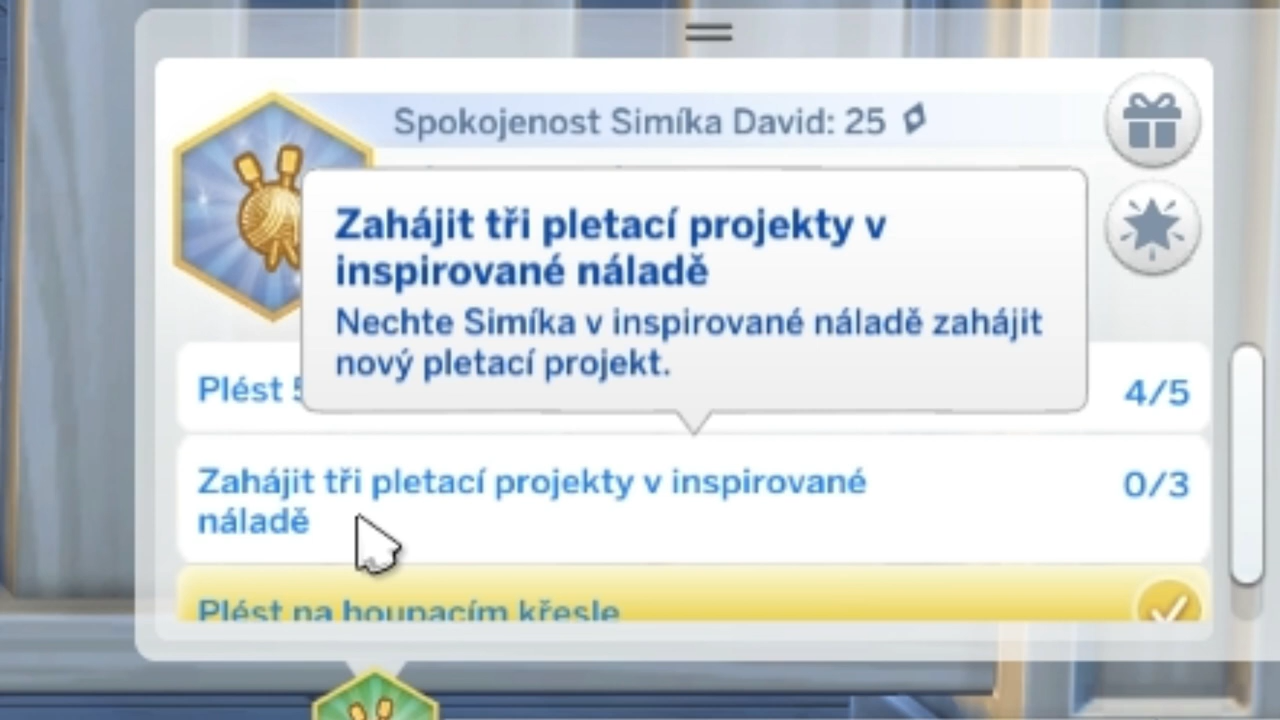 Spokojenost Simíka David: 25
Zahájit tři pletací projekty v
inspirované náladě
Nechte Simíka v inspirované náladě zahájit
nový pletací projekt.
Plést
4/5
Zahájit tři pletací projekty v inspirované
náladě
0/3
Plést na houpacím křesle